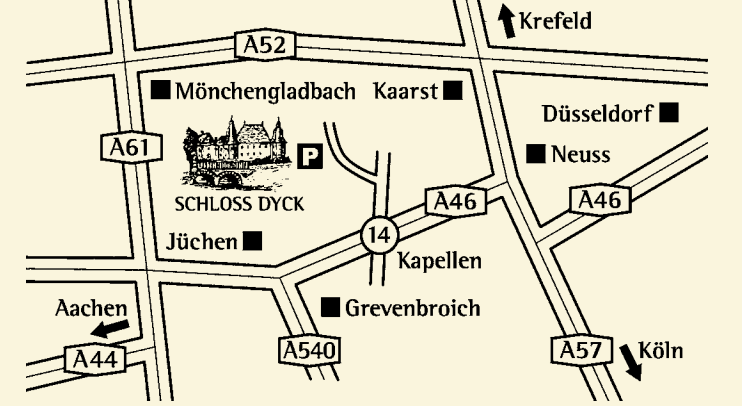 Krefeld
A52
Mönchengladbach
Kaarst
Düsseldorf
A61
P
Neuss
SCHLOSS DYCK
A46
A46
Jüchen
14
Kapellen
Aachen
Grevenbroich
A44
A540
A57
Köln